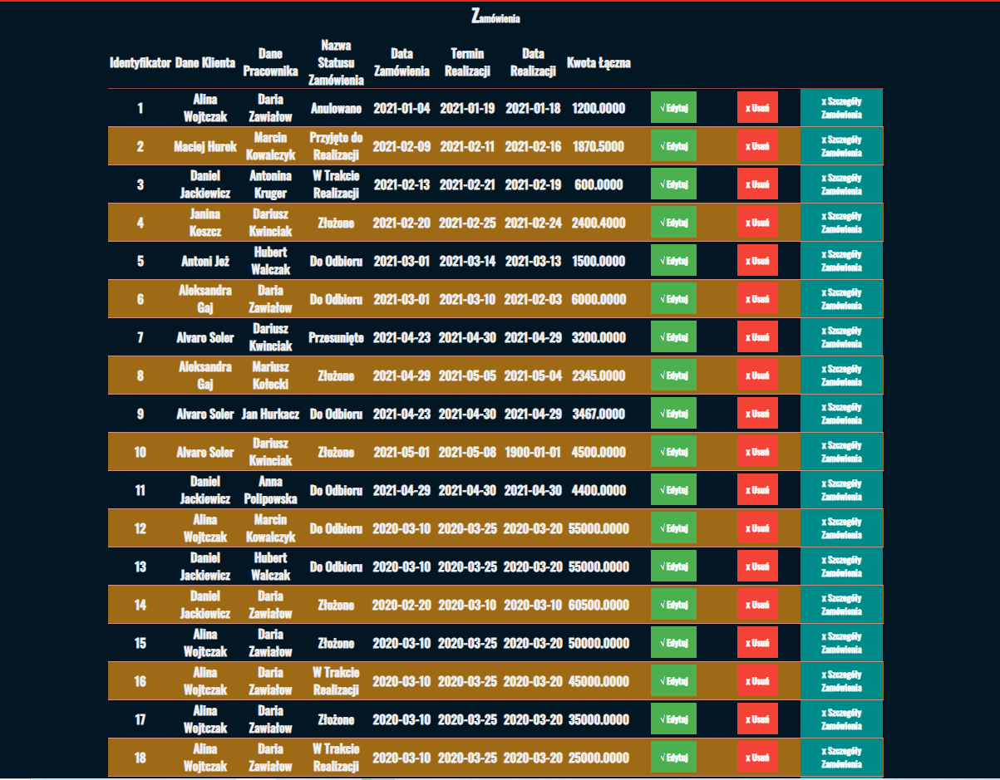 Zamówienia
Identyfikator Dane Klienta Dane Pracownika Nazwa Statusu Zamówienia Data Zamówienia Termin Realizacji Data Realizacji Kwota Łączna
1 Alina Wojtczak Daria Zawiałow Anulowane 2021-01-04 2021-01-19 2021-01-18 1200.0000 √ Edytuj x Usuń x Szczegóły Zamówienia
2 Maciej Hurek Marcin Kowalczyk Przyjęte do Realizacji 2021-02-09 2021-02-11 2021-02-16 1870.5000 √ Edytuj x Usuń x Szczegóły Zamówienia
3 Daniel Jackiewicz Antonina Kruger W Trakcie Realizacji 2021-02-13 2021-02-21 2021-02-19 600.0000 √ Edytuj x Usuń x Szczegóły Zamówienia
4 Janina Koszcz Dariusz Kwinciak Złożone 2021-02-20 2021-02-25 2021-02-24 2400.4000 √ Edytuj x Usuń x Szczegóły Zamówienia
5 Antoni Jeż Hubert Walczak Do Odbioru 2021-03-01 2021-03-14 2021-03-13 1500.0000 √ Edytuj x Usuń x Szczegóły Zamówienia
6 Aleksandra Gaj Daria Zawiałow Do Odbioru 2021-03-01 2021-03-10 2021-02-03 6000.0000 √ Edytuj x Usuń x Szczegóły Zamówienia
7 Alvaro Soler Dariusz Kwinciak Przesunięte 2021-04-23 2021-04-30 2021-04-29 3200.0000 √ Edytuj x Usuń x Szczegóły Zamówienia
8 Aleksandra Gaj Mariusz Kołecki Złożone 2021-04-29 2021-05-05 2021-05-04 2345.0000 √ Edytuj x Usuń x Szczegóły Zamówienia
9 Alvaro Soler Jan Hurkacz Do Odbioru 2021-04-23 2021-04-30 2021-04-29 3467.0000 √ Edytuj x Usuń x Szczegóły Zamówienia
10 Alvaro Soler Dariusz Kwinciak Złożone 2021-05-01 2021-05-08 1900-01-01 4500.0000 √ Edytuj x Usuń x Szczegóły Zamówienia
11 Daniel Jackiewicz Anna Polipowska Do Odbioru 2021-04-29 2021-04-30 2021-04-30 4400.0000 √ Edytuj x Usuń x Szczegóły Zamówienia
12 Alina Wojtczak Marcin Kowalczyk Do Odbioru 2020-03-10 2020-03-25 2020-03-20 55000.0000 √ Edytuj x Usuń x Szczegóły Zamówienia
13 Daniel Jackiewicz Hubert Walczak Do Odbioru 2020-03-10 2020-03-25 2020-03-20 55000.0000 √ Edytuj x Usuń x Szczegóły Zamówienia
14 Daniel Jackiewicz Daria Zawiałow Złożone 2020-02-20 2020-03-10 2020-03-10 60500.0000 √ Edytuj x Usuń x Szczegóły Zamówienia
15 Alina Wojtczak Daria Zawiałow Złożone 2020-03-10 2020-03-25 2020-03-20 50000.0000 √ Edytuj x Usuń x Szczegóły Zamówienia
16 Alina Wojtczak Daria Zawiałow W Trakcie Realizacji 2020-03-10 2020-03-25 2020-03-20 45000.0000 √ Edytuj x Usuń x Szczegóły Zamówienia
17 Alina Wojtczak Daria Zawiałow Złożone 2020-03-10 2020-03-25 2020-03-20 35000.0000 √ Edytuj x Usuń x Szczegóły Zamówienia
18 Alina Wojtczak Daria Zawiałow W Trakcie Realizacji 2020-03-10 2020-03-25 2020-03-20 25000.0000 √ Edytuj x Usuń x Szczegóły Zamówienia